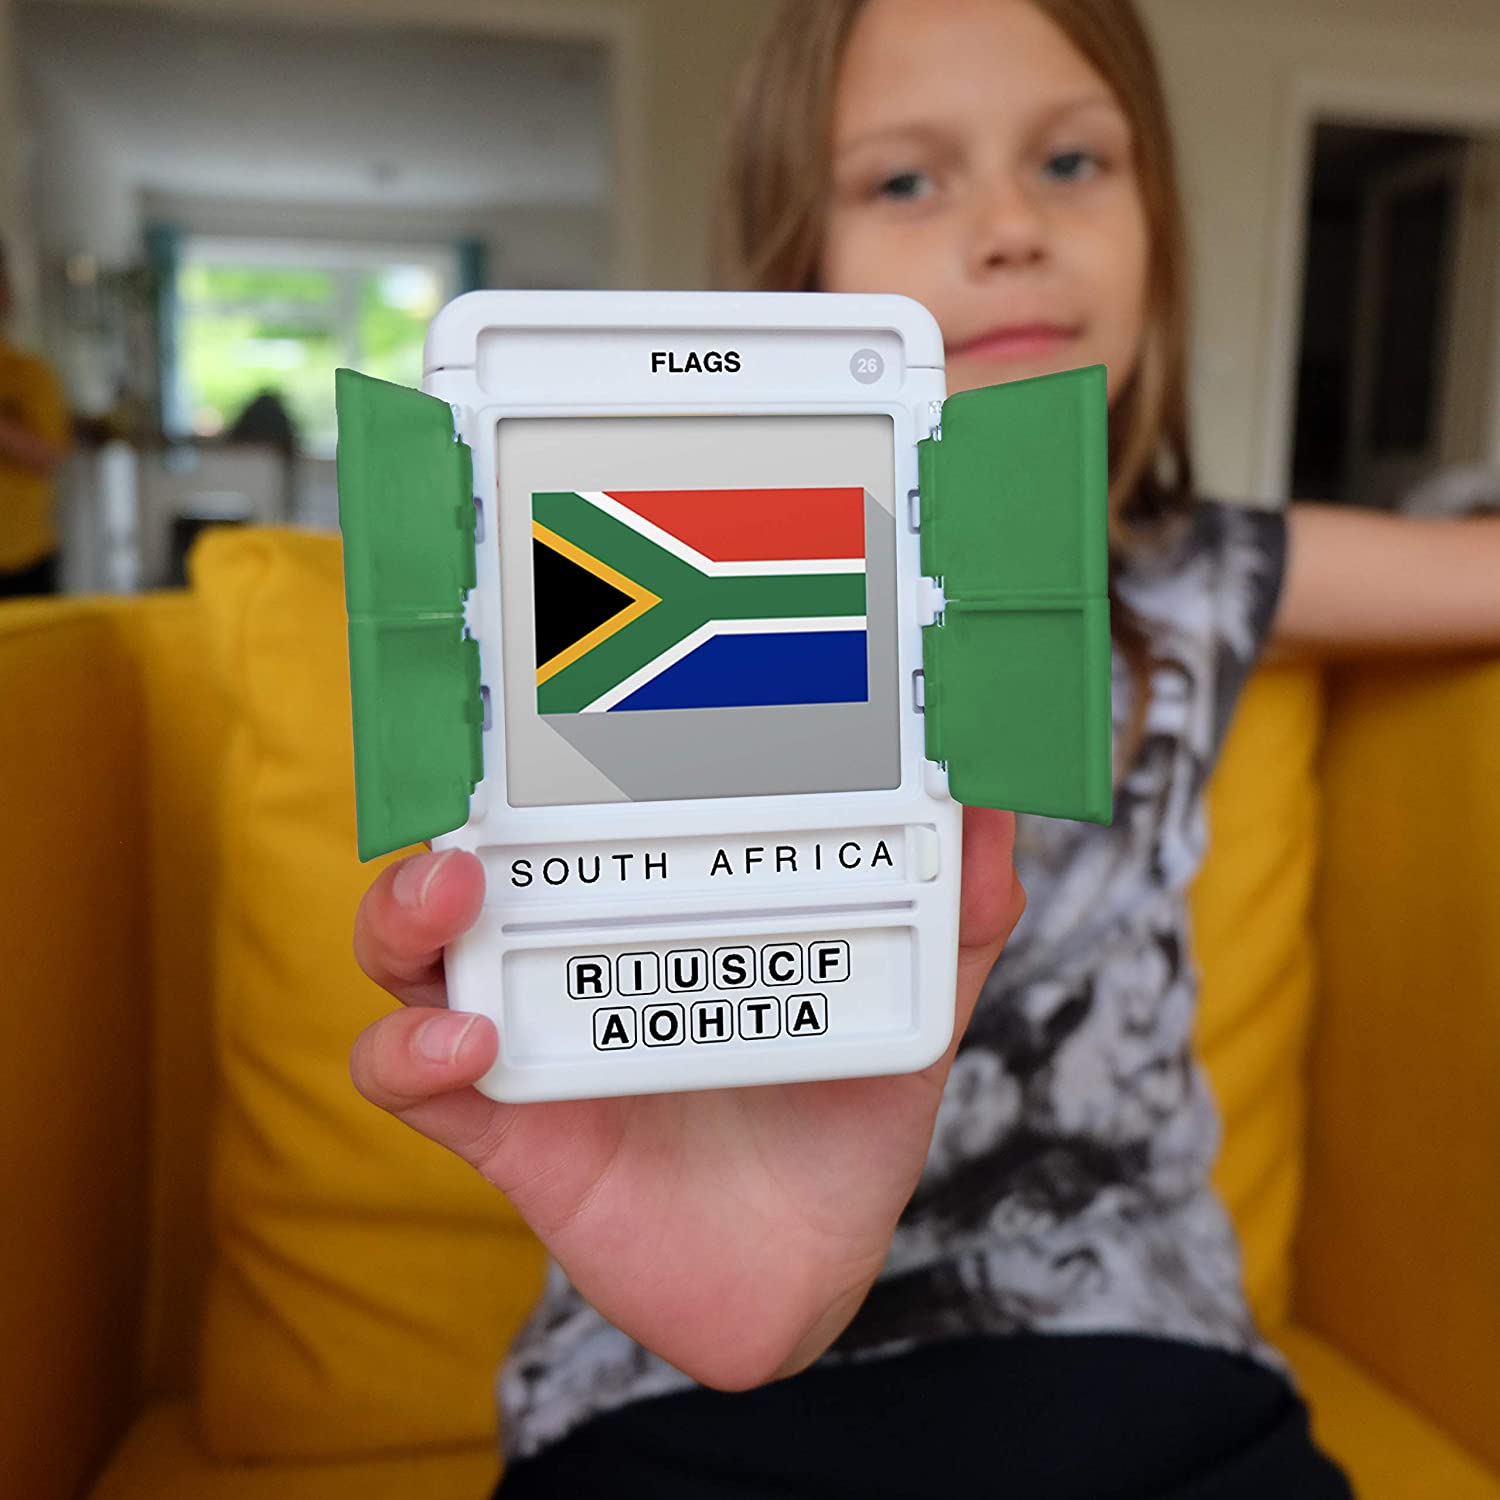 FLAGS 26
SOUTH AFRICA
RIUSCF
AOHTA